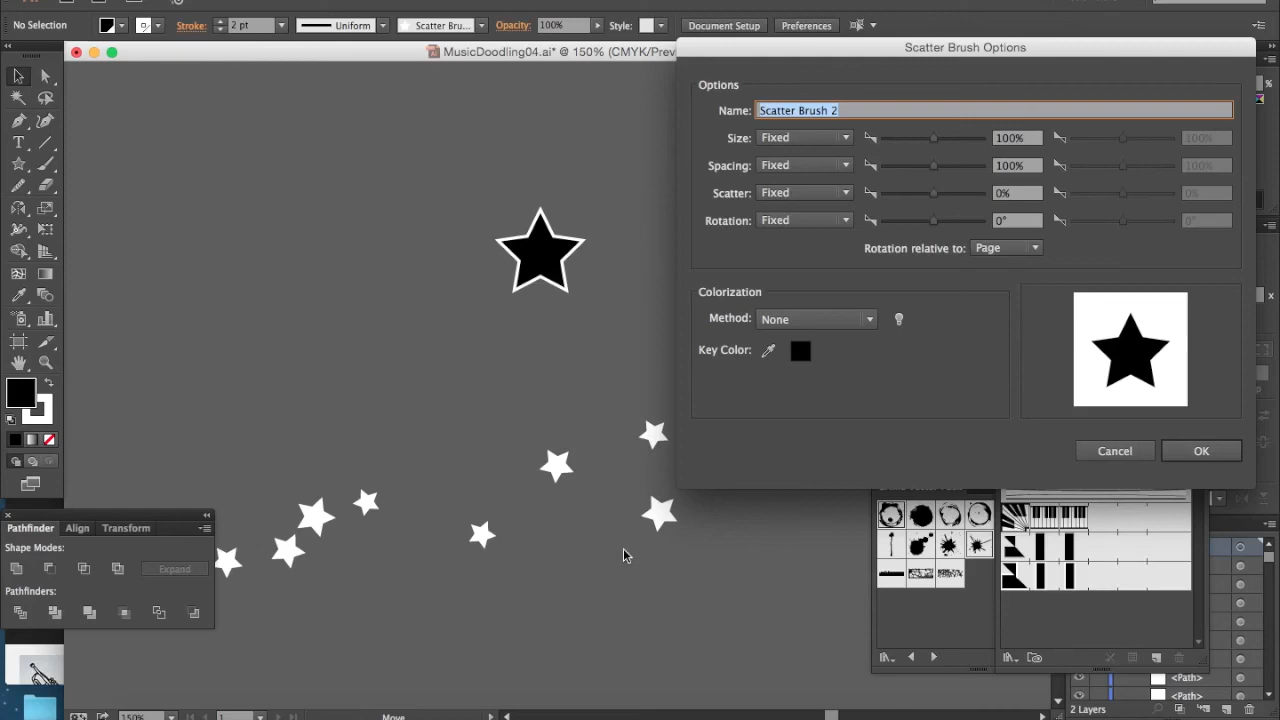 No Selection Stroke: 2 pt Uniform Scatter Bru... Opacity: 100% Style: Document Setup Preferences
MusicDoodling04.ai* @ 150% (CMYK/Prev
Scatter Brush Options
Options
Name: Scatter Brush 2
Size: Fixed 100% 100%
Spacing: Fixed 100% 100%
Scatter: Fixed 0% 0%
Rotation: Fixed 0° 0°
Rotation relative to: Page
Colorization
Method: None
Key Color:
Cancel OK
Pathfinder Align Transform
Shape Modes:
Expand
Pathfinders:
<Path>
<Path>
2 Layers
150% 1 Move